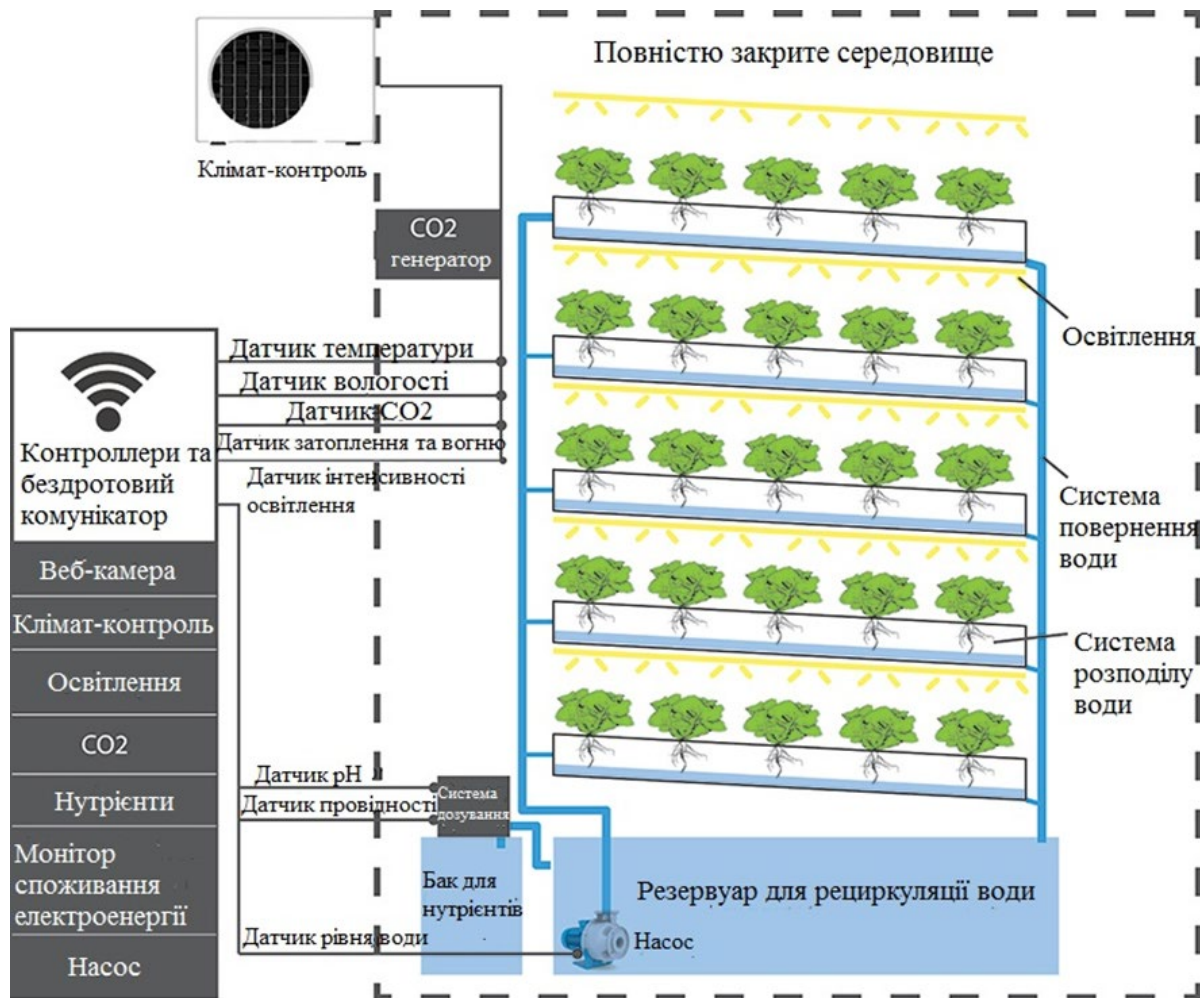 Повністю закрите середовище
Клімат-контроль
CO2
генератор
Освітлення
Датчик температури
Датчик вологості
Датчик CO2
Датчик затоплення та вогню
Датчик інтенсивності
освітлення
Контроллери та
бездротовий
комунікатор
Веб-камера
Клімат-контроль
Освітлення
CO2
Нутрієнти
Монітор
споживання
електроенергії
Насос
Система
повернення
води
Система
розподілу
води
Датчик pH
Датчик провідності
Система
дозування
Бак для
нутрієнтів
Резервуар для рециркуляції води
Датчик рівня води
Насос